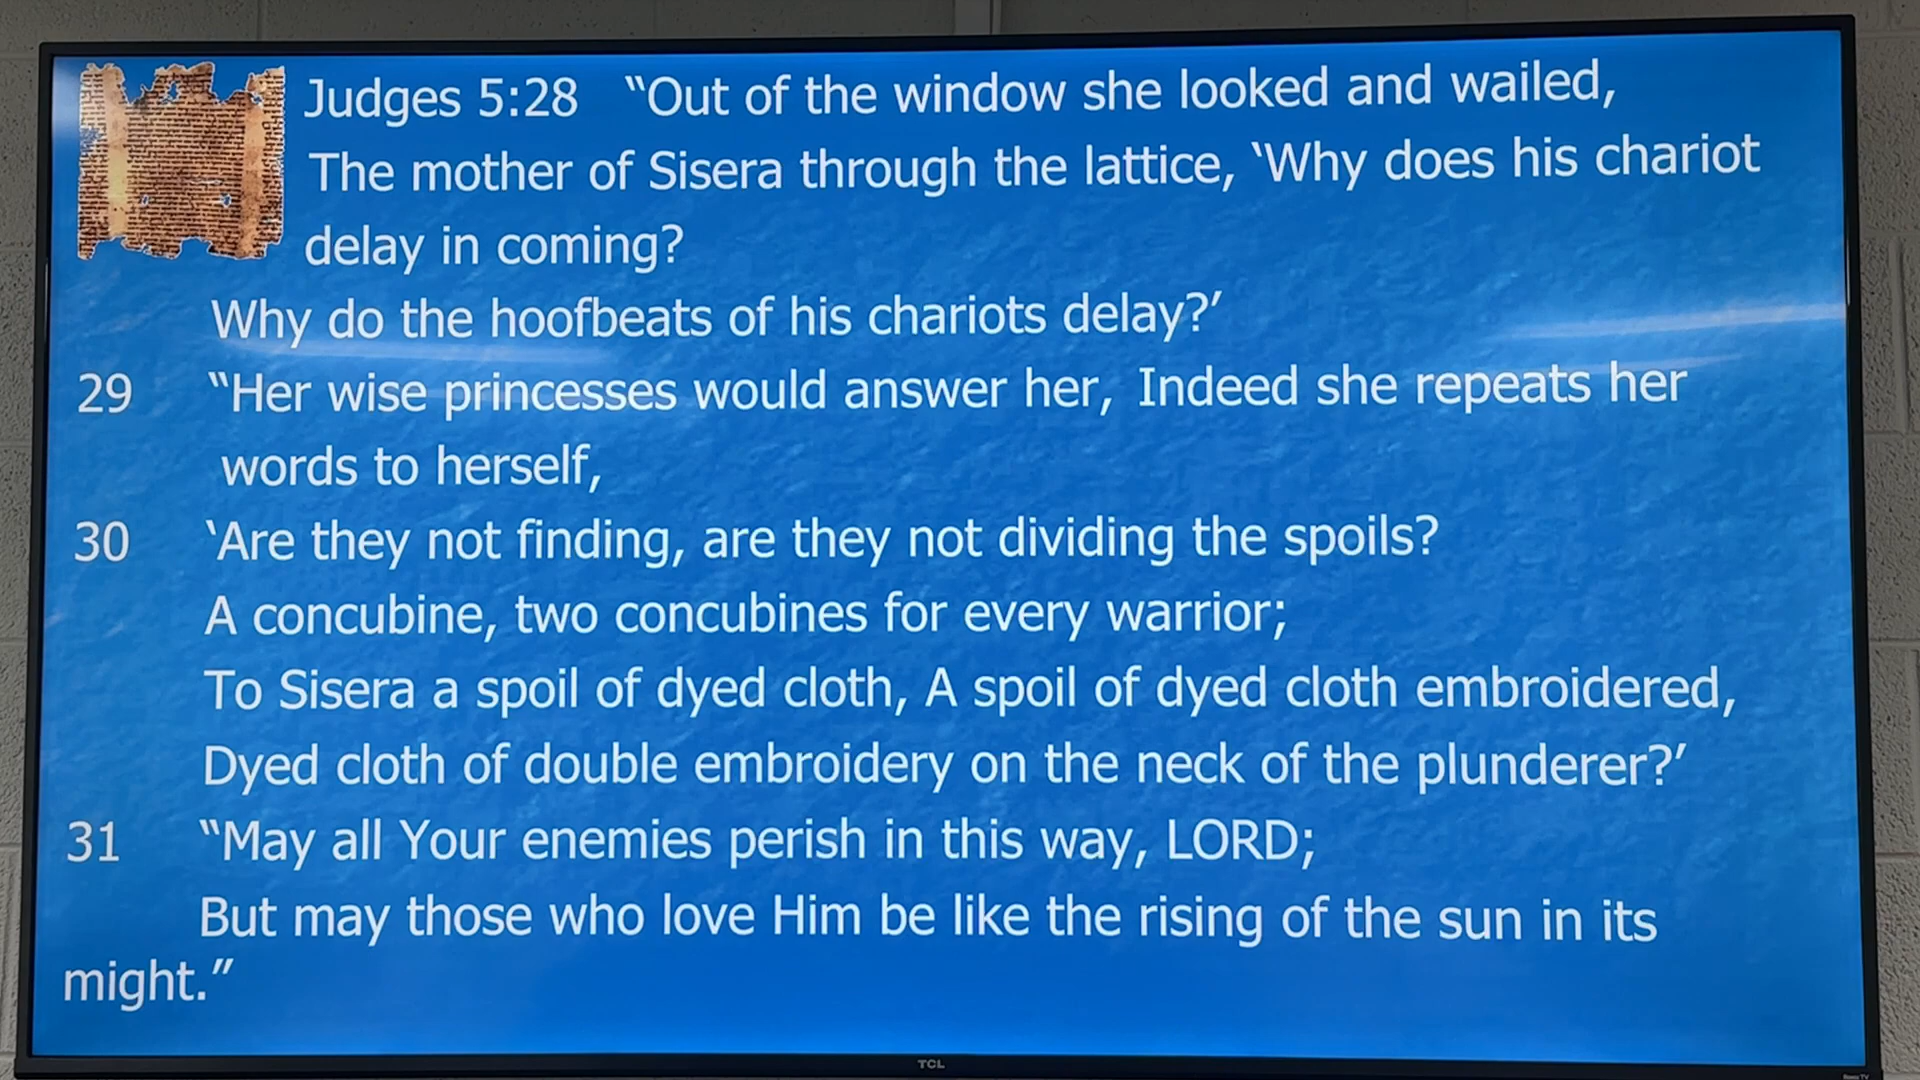 Judges 5:28 “Out of the window she looked and wailed,
The mother of Sisera through the lattice, ‘Why does his chariot
delay in coming?
Why do the hoofbeats of his chariots delay?’
29 “Her wise princesses would answer her, Indeed she repeats her
words to herself,
30 ‘Are they not finding, are they not dividing the spoils?
A concubine, two concubines for every warrior;
To Sisera a spoil of dyed cloth, A spoil of dyed cloth embroidered,
Dyed cloth of double embroidery on the neck of the plunderer?’
31 “May all Your enemies perish in this way, LORD;
But may those who love Him be like the rising of the sun in its
might.”
TCL
Roku TV